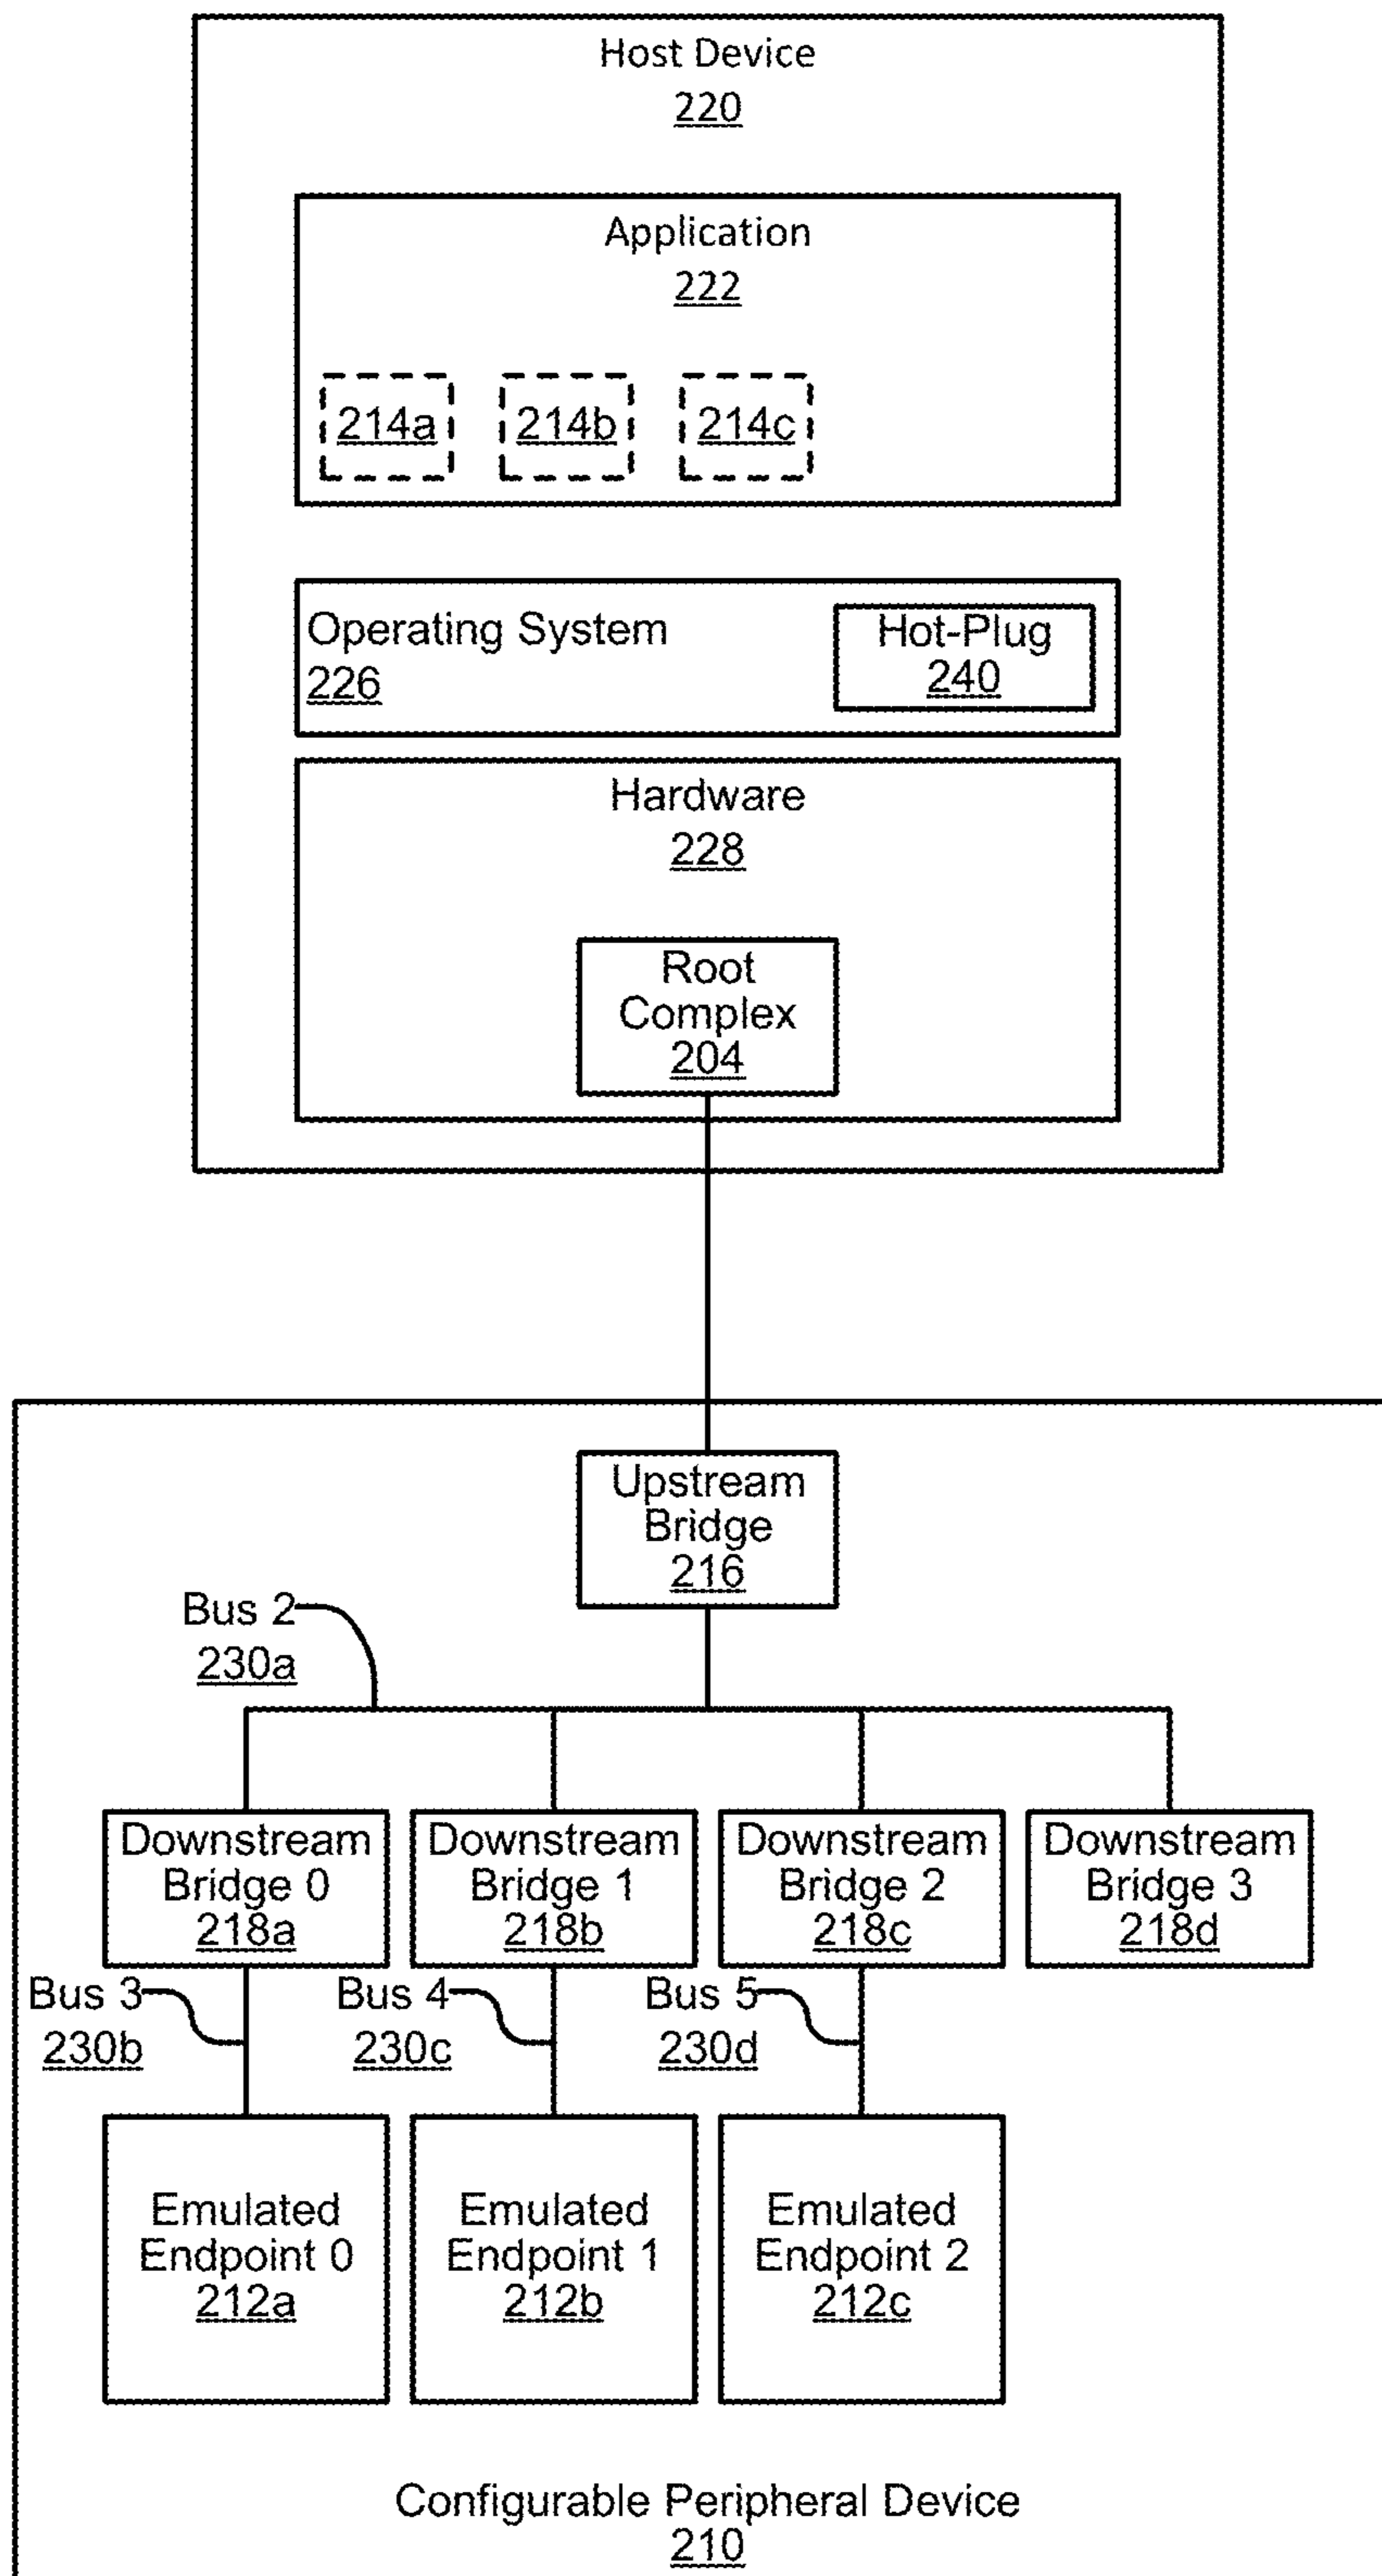 Host Device
220
Application
222
214a 214b 214c
Operating System
226
Hot-Plug
240
Hardware
228
Root
Complex
204
Upstream
Bridge
216
Bus 2
230a
Downstream
Bridge 0
218a
Downstream
Bridge 1
218b
Downstream
Bridge 2
218c
Downstream
Bridge 3
218d
Bus 3
230b
Bus 4
230c
Bus 5
230d
Emulated
Endpoint 0
212a
Emulated
Endpoint 1
212b
Emulated
Endpoint 2
212c
Configurable Peripheral Device
210